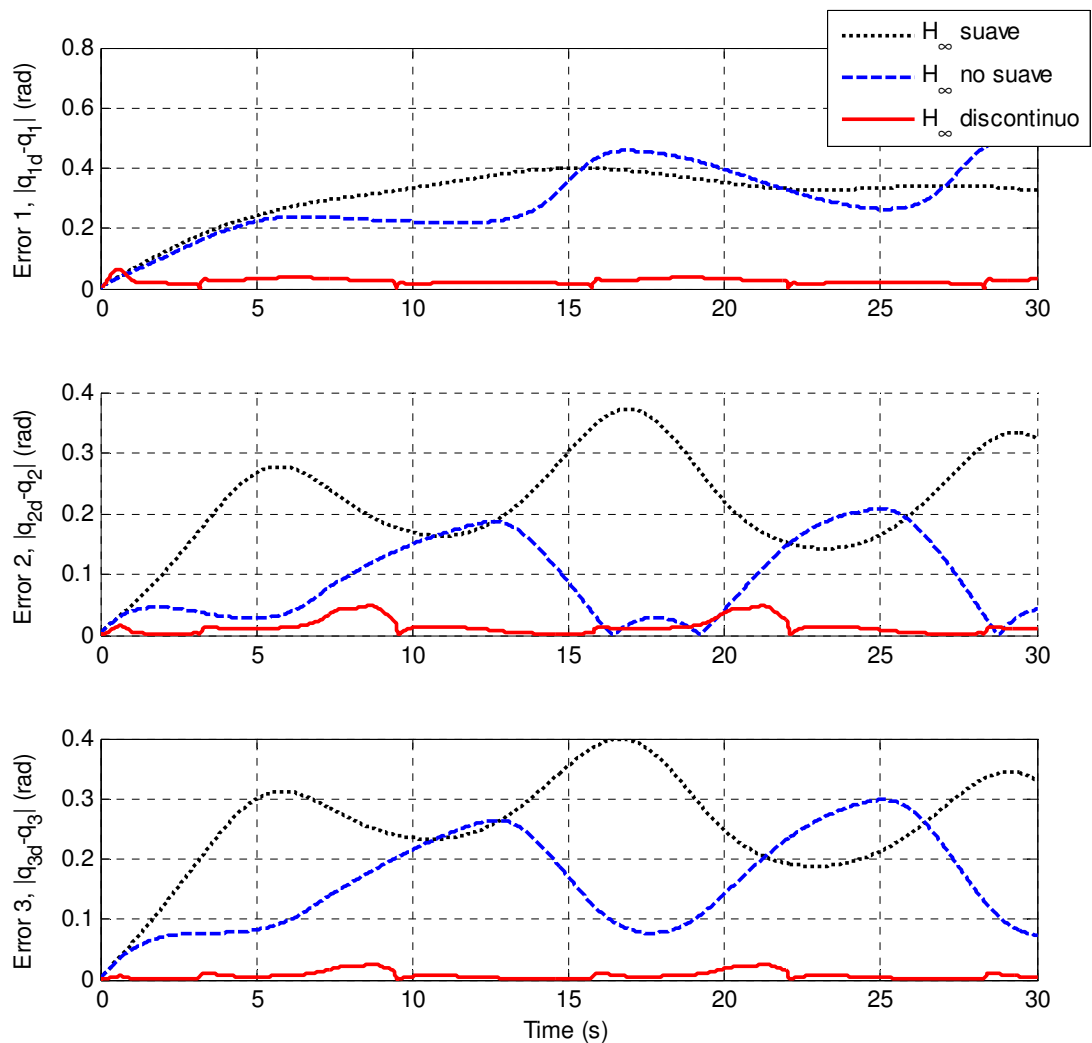 H∞ suave
H∞ no suave
H∞ discontinuo
Error 1, |q1d-q1| (rad)
0.8
0.6
0.4
0.2
0
0 5 10 15 20 25 30
Error 2, |q2d-q2| (rad)
0.4
0.3
0.2
0.1
0
0 5 10 15 20 25 30
Error 3, |q3d-q3| (rad)
0.4
0.3
0.2
0.1
0
0 5 10 15 20 25 30
Time (s)